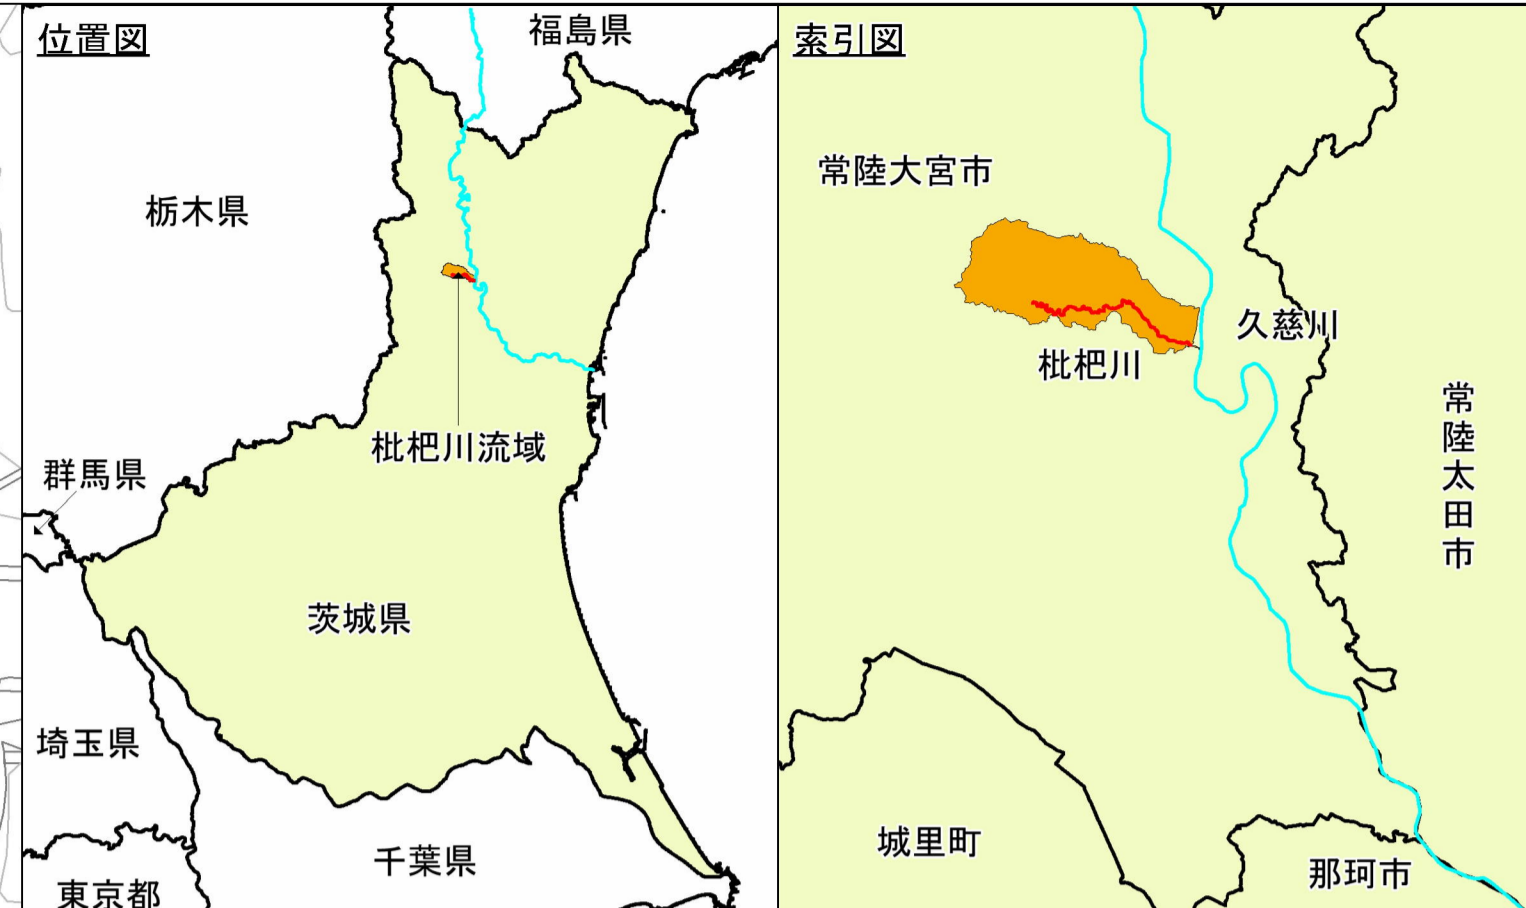 位置図
福島県
栃木県
枇杷川流域
群馬県
茨城県
埼玉県
千葉県
東京都
索引図
常陸大宮市
久慈川
枇杷川
常陸太田市
城里町
那珂市